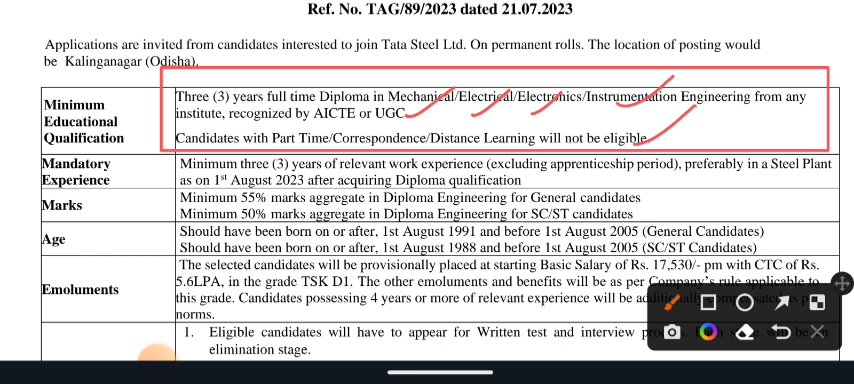 Ref. No. TAG/89/2023 dated 21.07.2023
Applications are invited from candidates interested to join Tata Steel Ltd. On permanent rolls. The location of posting would
be Kalinganagar (Odisha).
Minimum
Educational
Qualification
Three (3) years full time Diploma in Mechanical/Electrical/Electronics/Instrumentation Engineering from any
institute, recognized by AICTE or UGC
Candidates with Part Time/Correspondence/Distance Learning will not be eligible
Mandatory
Experience
Minimum three (3) years of relevant work experience (excluding apprenticeship period), preferably in a Steel Plant
as on 1st August 2023 after acquiring Diploma qualification
Marks
Minimum 55% marks aggregate in Diploma Engineering for General candidates
Minimum 50% marks aggregate in Diploma Engineering for SC/ST candidates
Age
Should have been born on or after, 1st August 1991 and before 1st August 2005 (General Candidates)
Should have been born on or after, 1st August 1988 and before 1st August 2005 (SC/ST Candidates)
Emoluments
The selected candidates will be provisionally placed at starting Basic Salary of Rs. 17,530/- pm with CTC of Rs.
5.6LPA, in the grade TSK D1. The other emoluments and benefits will be as per Company's rule applicable to
this grade. Candidates possessing 4 years or more of relevant experience will be additionally compensated as per
norms.
1. Eligible candidates will have to appear for Written test and interview
elimination stage.